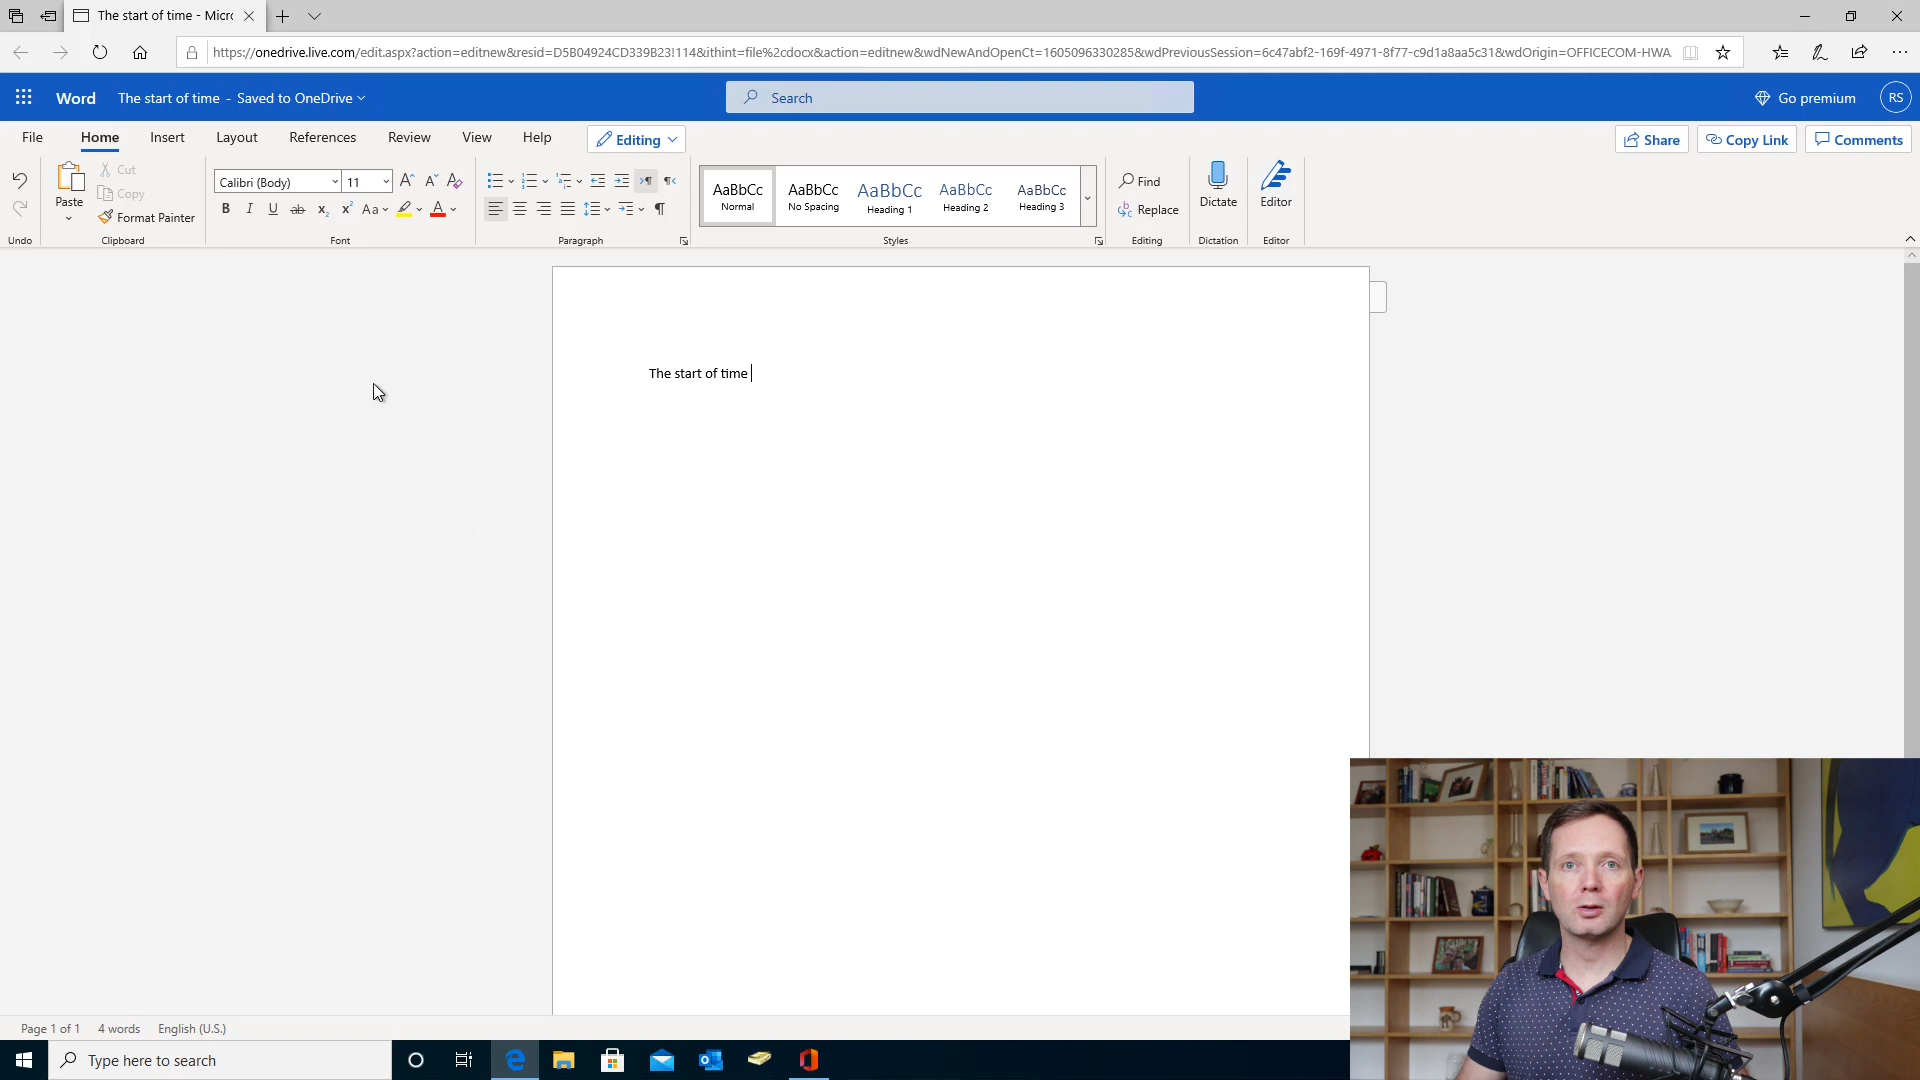 The start of time - Micr
https://onedrive.live.com/edit.aspx?action=editnew&resid=D5B04924CD339B23!114&ithint=file%2cdocx&action=editnew&wdNewAndOpenCt=1605096330285&wdPreviousSession=6c47abf2-169f-4971-8f77-c9d1a8aa5c31&wdOrigin=OFFICECOM-HWA
Word The start of time - Saved to OneDrive
Search
Go premium RS
File Home Insert Layout References Review View Help Editing
Share Copy Link Comments
Paste
Cut
Copy
Format Painter
Calibri (Body) 11
B I U ab x₂ x² Aa A
AaBbCc AaBbCc AaBbCc AaBbCc AaBbCc
Normal No Spacing Heading 1 Heading 2 Heading 3
Find
Replace
Dictate
Editor
Undo Clipboard Font Paragraph Styles Editing Dictation Editor
The start of time
Page 1 of 1 4 words English (U.S.)
Type here to search